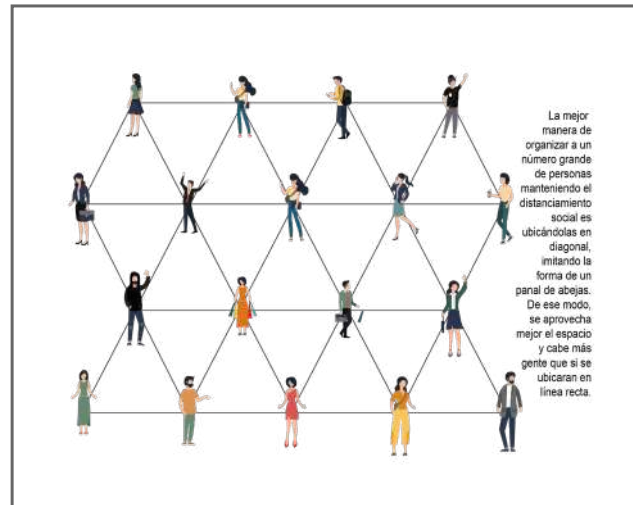 La mejor
manera de
organizar a un
número grande
de personas
manteniendo el
distanciamiento
social es
ubicándolas en
diagonal,
imitando la
forma de un
panal de abejas.
De ese modo,
se aprovecha
mejor el espacio
y cabe más
gente que si se
ubicaran en
línea recta.